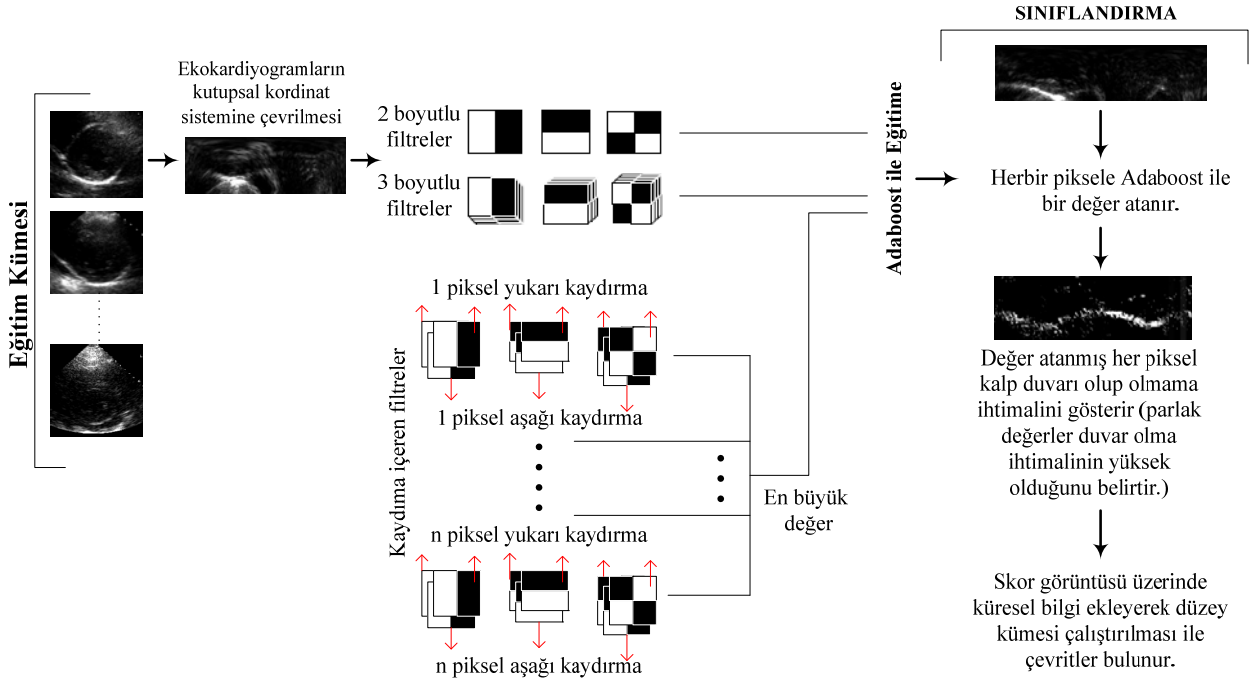 Eğitim Kümesi
Ekokardiyogramların
kutupsal kordinat
sistemine çevrilmesi
2 boyutlu
filtreler
3 boyutlu
filtreler
Kaydıma içeren filtreler
1 piksel yukarı kaydırma
1 piksel aşağı kaydırma
n piksel yukarı kaydırma
n piksel aşağı kaydırma
En büyük
değer
Adaboost ile Eğitime
SINIFLANDIRMA
Herbir piksele Adaboost ile
bir değer atanır.
Değer atanmış her piksel
kalp duvarı olup olmama
ihtimalini gösterir (parlak
değerler duvar olma
ihtimalinin yüksek
olduğunu belirtir.)
Skor görüntüsü üzerinde
küresel bilgi ekleyerek düzey
kümesi çalıştırılması ile
çevritler bulunur.